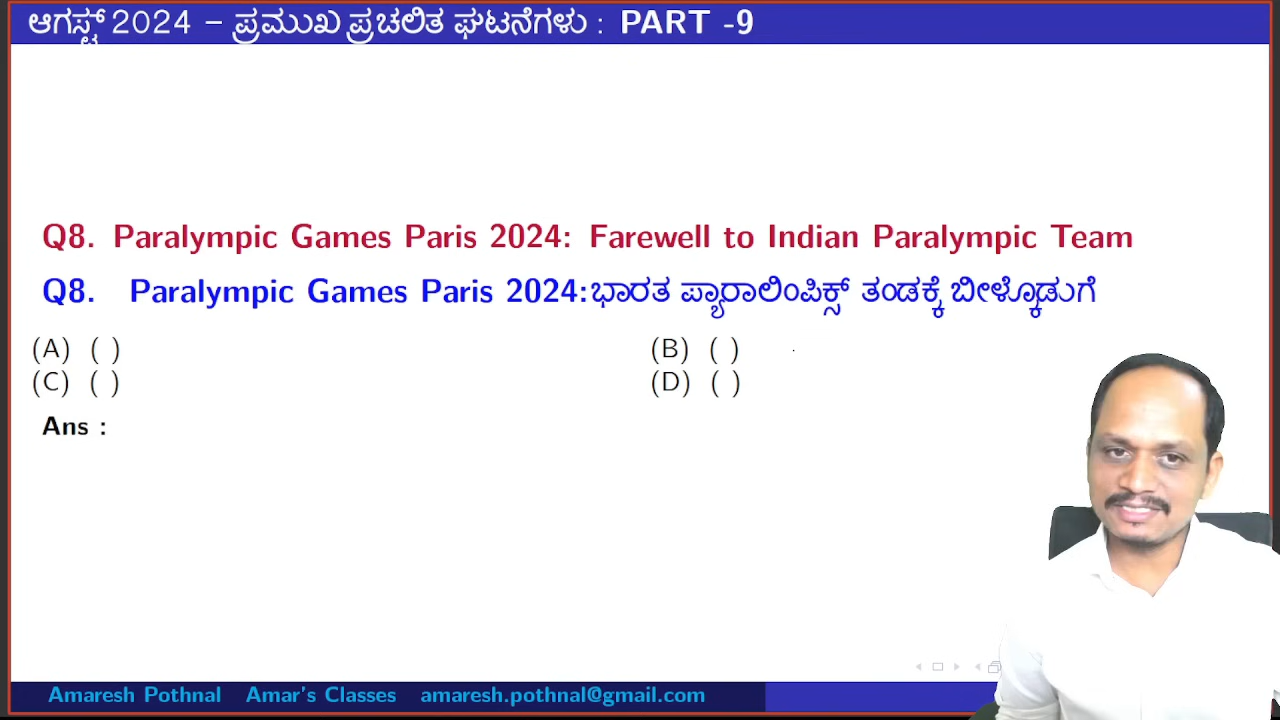 ಆಗಸ್ಟ್ 2024 – ಪ್ರಮುಖ ಪ್ರಚಲಿತ ಘಟನೆಗಳು : PART -9
Q8. Paralympic Games Paris 2024: Farewell to Indian Paralympic Team
Q8. Paralympic Games Paris 2024:ಭಾರತ ಪ್ಯಾರಾಲಿಂಪಿಕ್ಸ್ ತಂಡಕ್ಕೆ ಬೀಳ್ಕೊಡುಗೆ
(A) ( ) (B) ( )
(C) ( ) (D) ( )
Ans :
Amaresh Pothnal Amar's Classes amaresh.pothnal@gmail.com